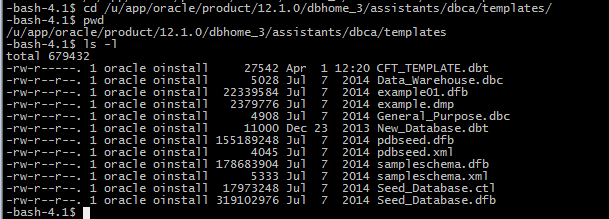 -bash-4.1$ cd /u/app/oracle/product/12.1.0/dbhome_3/assistants/dbca/templates/
-bash-4.1$ pwd
/u/app/oracle/product/12.1.0/dbhome_3/assistants/dbca/templates
-bash-4.1$ ls -l
total 679432
-rw-r-----. 1 oracle oinstall     27542 Apr  1 12:20 CFT_TEMPLATE.dbt
-rw-r--r--. 1 oracle oinstall      5028 Jul  7  2014 Data_Warehouse.dbc
-rw-r--r--. 1 oracle oinstall  22339584 Jul  7  2014 example01.dfb
-rw-r--r--. 1 oracle oinstall   2379776 Jul  7  2014 example.dmp
-rw-r--r--. 1 oracle oinstall      4908 Jul  7  2014 General_Purpose.dbc
-rw-r--r--. 1 oracle oinstall     11000 Dec 23  2013 New_Database.dbt
-rw-r--r--. 1 oracle oinstall 155189248 Jul  7  2014 pdbseed.dfb
-rw-r--r--. 1 oracle oinstall      4045 Jul  7  2014 pdbseed.xml
-rw-r--r--. 1 oracle oinstall 178683904 Jul  7  2014 sampleschema.dfb
-rw-r--r--. 1 oracle oinstall      5333 Jul  7  2014 sampleschema.xml
-rw-r--r--. 1 oracle oinstall  17973248 Jul  7  2014 Seed_Database.ctl
-rw-r--r--. 1 oracle oinstall 319102976 Jul  7  2014 Seed_Database.dfb
-bash-4.1$